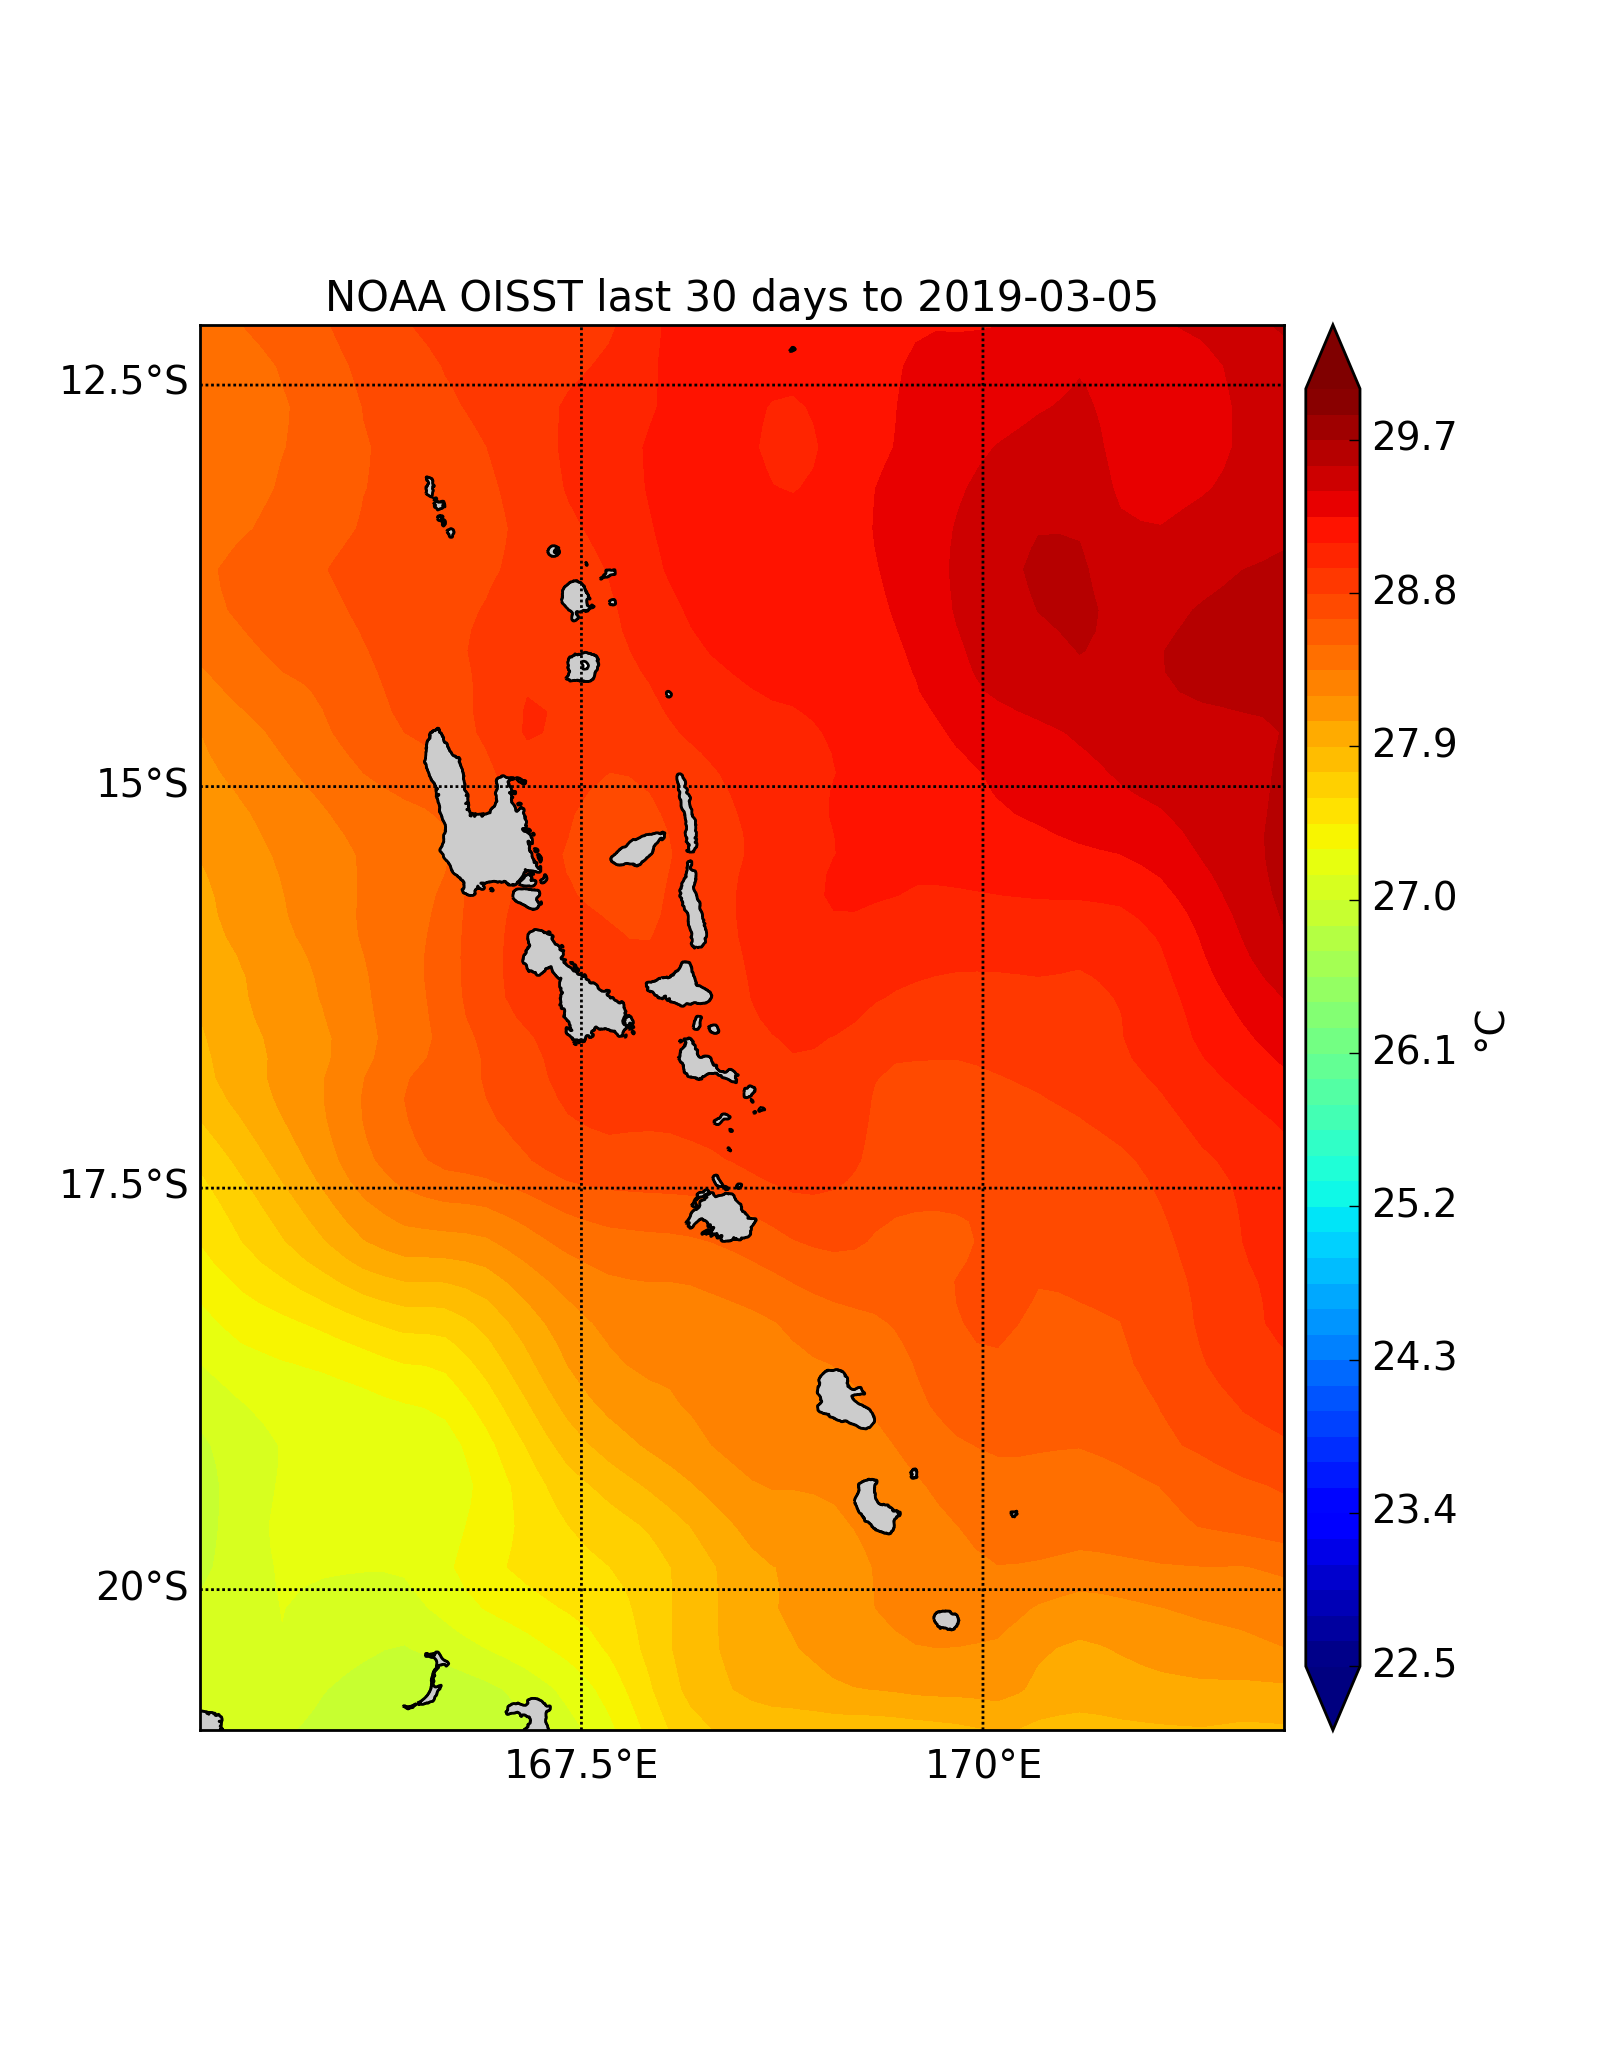 NOAA OISST last 30 days to 2019-03-05
12.5°S
15°S
17.5°S
20°S
167.5°E
170°E
29.7
28.8
27.9
27.0
26.1
25.2
24.3
23.4
22.5
°C